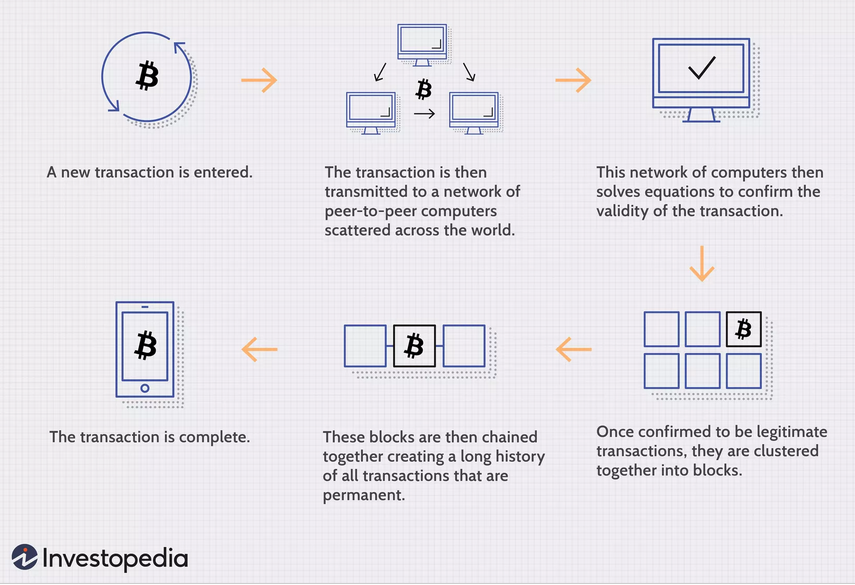 A new transaction is entered.
The transaction is then
transmitted to a network of
peer-to-peer computers
scattered across the world.
This network of computers then
solves equations to confirm the
validity of the transaction.
Once confirmed to be legitimate
transactions, they are clustered
together into blocks.
These blocks are then chained
together creating a long history
of all transactions that are
permanent.
The transaction is complete.
Investopedia